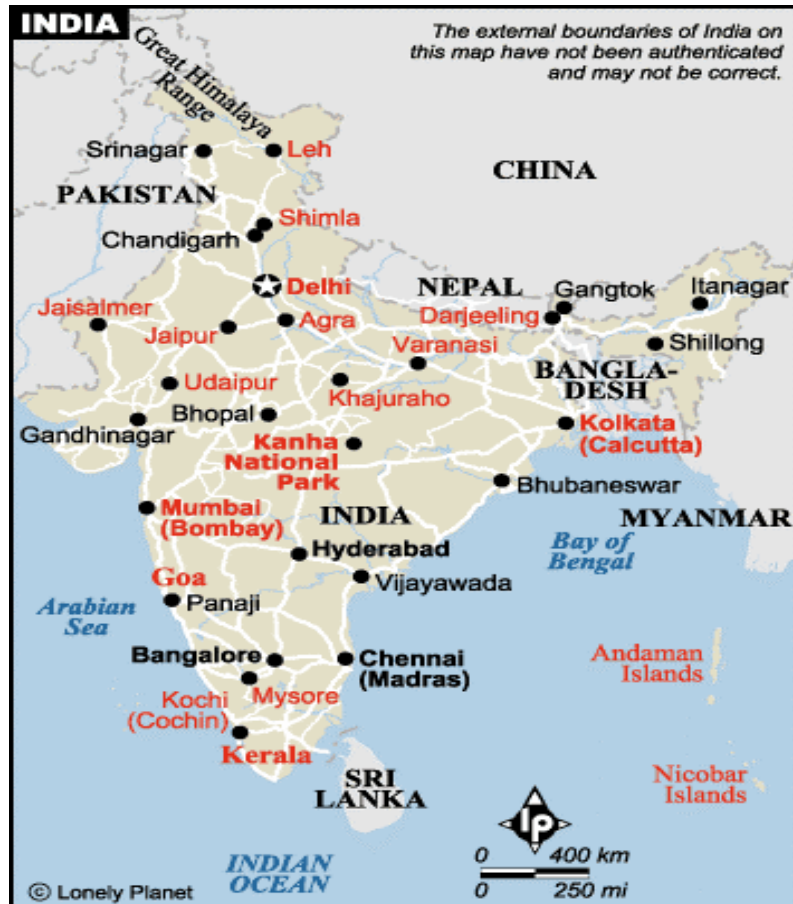 INDIA
The external boundaries of India on
this map have not been authenticated
and may not be correct.
Great Himalaya
Range
Srinagar
Leh
CHINA
PAKISTAN
Shimla
Chandigarh
Delhi
NEPAL
Gangtok
Itanagar
Jaisalmer
Jaipur
Agra
Darjeeling
Varanasi
Shillong
Udaipur
Khajuraho
BANGLA-
DESH
Bhopal
Gandhinagar
Kanha
National
Park
Kolkata
(Calcutta)
Bhubaneswar
Mumbai
(Bombay)
INDIA
MYANMAR
Hyderabad
Bay of
Bengal
Goa
Vijayawada
Arabian
Sea
Panaji
Bangalore
Chennai
(Madras)
Andaman
Islands
Kochi
(Cochin)
Mysore
Kerala
SRI
LANKA
Nicobar
Islands
lp
INDIAN
OCEAN
0 400 km
0 250 mi
© Lonely Planet